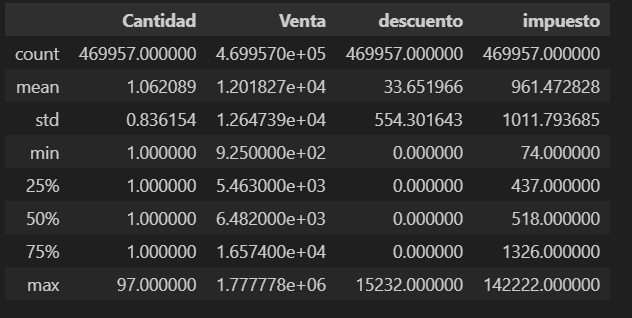 Cantidad Venta descuento impuesto
count 469957.000000 4.699570e+05 469957.000000 469957.000000
mean 1.062089 1.201827e+04 33.651966 961.472828
std 0.836154 1.264739e+04 554.301643 1011.793685
min 1.000000 9.250000e+02 0.000000 74.000000
25% 1.000000 5.463000e+03 0.000000 437.000000
50% 1.000000 6.482000e+03 0.000000 518.000000
75% 1.000000 1.657400e+04 0.000000 1326.000000
max 97.000000 1.777778e+06 15232.000000 142222.000000